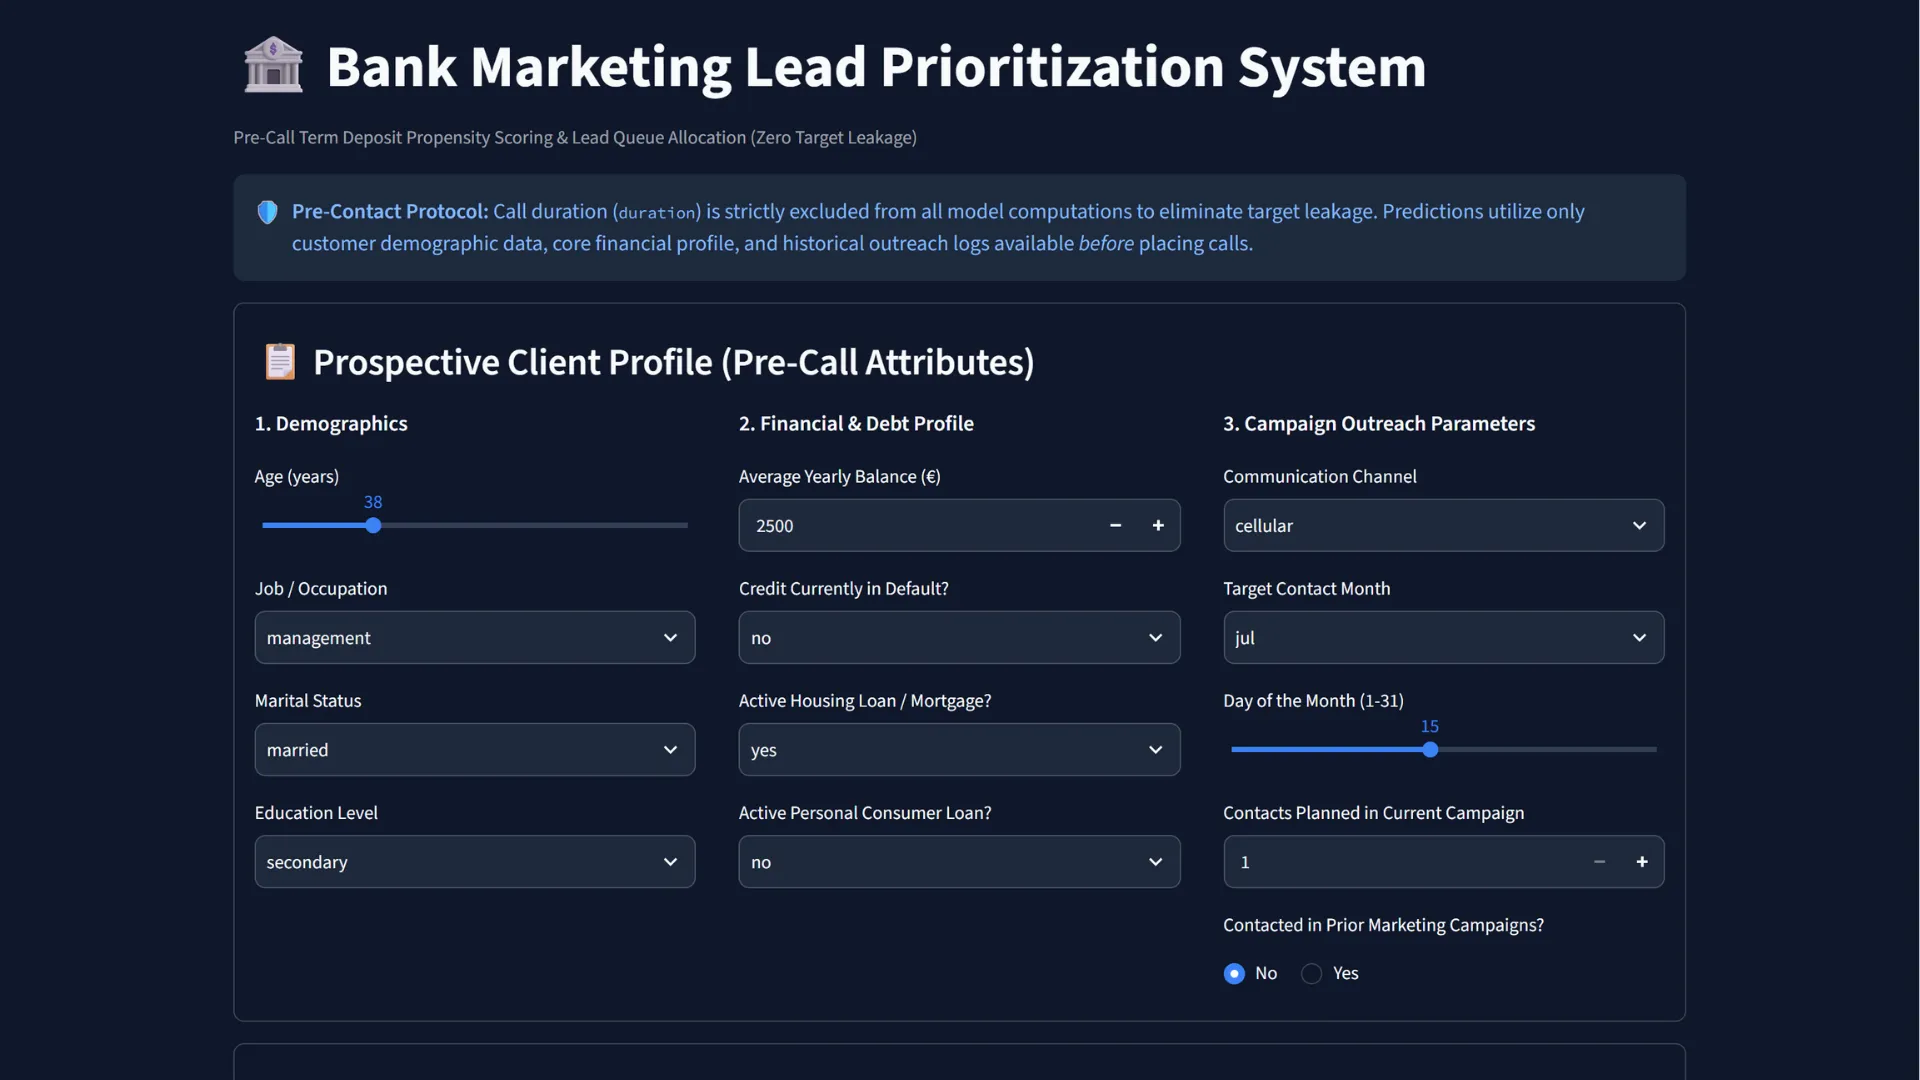 Bank Marketing Lead Prioritization System
Pre-Call Term Deposit Propensity Scoring & Lead Queue Allocation (Zero Target Leakage)
Pre-Contact Protocol: Call duration (duration) is strictly excluded from all model computations to eliminate target leakage. Predictions utilize only
customer demographic data, core financial profile, and historical outreach logs available before placing calls.
Prospective Client Profile (Pre-Call Attributes)
1. Demographics
Age (years)
38
Job / Occupation
management
Marital Status
married
Education Level
secondary
2. Financial & Debt Profile
Average Yearly Balance (€)
2500
Credit Currently in Default?
no
Active Housing Loan / Mortgage?
yes
Active Personal Consumer Loan?
no
3. Campaign Outreach Parameters
Communication Channel
cellular
Target Contact Month
jul
Day of the Month (1-31)
15
Contacts Planned in Current Campaign
1
Contacted in Prior Marketing Campaigns?
No Yes